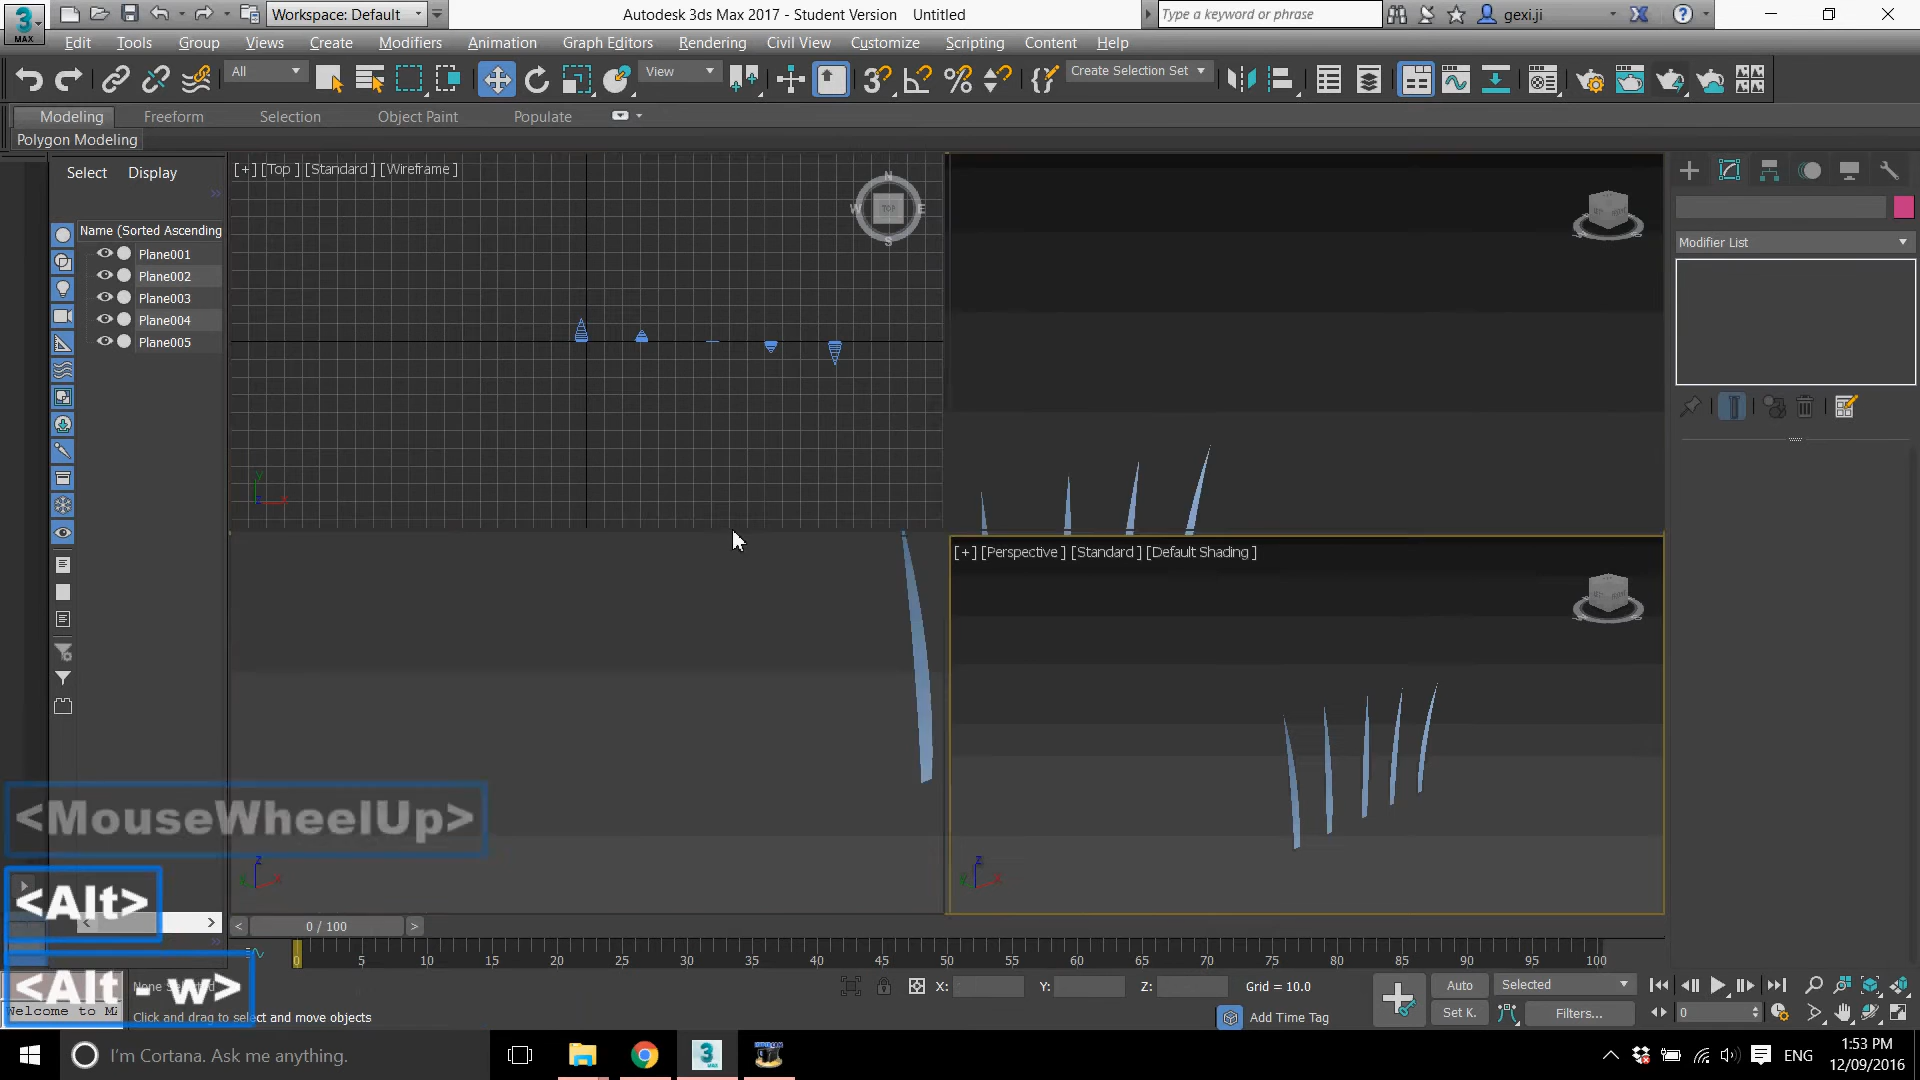 3
MAX
Workspace: Default
Autodesk 3ds Max 2017 - Student Version Untitled
Type a keyword or phrase
gexi.ji
Edit Tools Group Views Create Modifiers Animation Graph Editors Rendering Civil View Customize Scripting Content Help
All
View
Create Selection Set
Modeling Freeform Selection Object Paint Populate
Polygon Modeling
Select Display
Name (Sorted Ascending
Plane001
Plane002
Plane003
Plane004
Plane005
[+] [Top ] [Standard ] [Wireframe ]
N
W TOP E
S
Modifier List
[+] [Perspective ] [Standard ] [Default Shading ]
<MouseWheelUp>
<Alt>
<Alt - w>
z
x
z
x
y
x
0 / 100
0 5 10 15 20 25 30 35 40 45 50 55 60 65 70 75 80 85 90 95 100
None Selected
Welcome to MA
Click and drag to select and move objects
X: Y: Z: Grid = 10.0
Add Time Tag
Auto Selected
Set K. Filters...
0
I'm Cortana. Ask me anything.
ENG
1:53 PM
12/09/2016